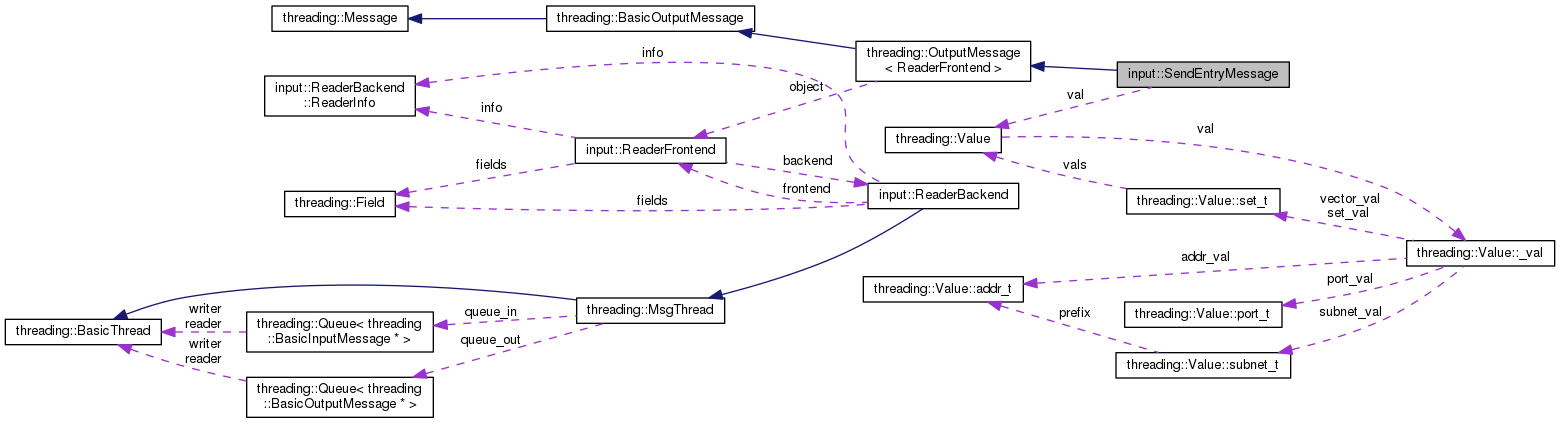 threading::Message
threading::BasicOutputMessage
threading::OutputMessage
< ReaderFrontend >
input::SendEntryMessage
info
input::ReaderBackend
::ReaderInfo
object
val
info
threading::Value
val
input::ReaderFrontend
fields
backend
vals
threading::Field
fields
frontend
input::ReaderBackend
threading::Value::set_t
vector_val
set_val
threading::Value::_val
addr_val
threading::Value::addr_t
port_val
threading::Value::port_t
subnet_val
prefix
threading::Value::subnet_t
threading::BasicThread
writer
reader
threading::Queue< threading
::BasicInputMessage * >
queue_in
threading::MsgThread
writer
reader
queue_out
threading::Queue< threading
::BasicOutputMessage * >